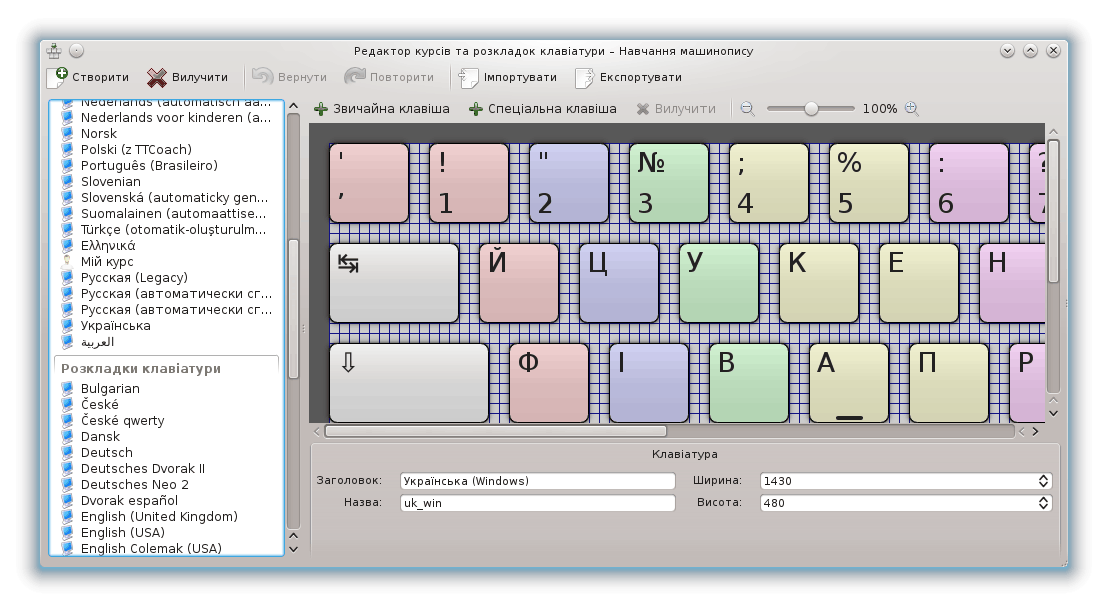 Редактор курсів та розкладок клавіатури – Навчання машинопису
Створити Вилучити Вернути Повторити Імпортувати Експортувати
Звичайна клавіша Спеціальна клавіша Вилучити 100%
Nederlands (automatisch aa...
Nederlands voor kinderen (a...
Norsk
Polski (z TTCoach)
Português (Brasileiro)
Slovenian
Slovenská (automaticky gen...
Suomalainen (automaattise...
Türkçe (otomatik-oluşturulm...
Ελληνικά
Мій курс
Русская (Legacy)
Русская (автоматически сг...
Русская (автоматически сг...
Українська
العربية
Розкладки клавіатури
Bulgarian
České
České qwerty
Dansk
Deutsch
Deutsches Dvorak II
Deutsches Neo 2
Dvorak español
English (United Kingdom)
English (USA)
English Colemak (USA)
' ! " № ; % : ?
' 1 2 3 4 5 6 7
↹ Й Ц У К Е Н
⇩ Ф І В А П Р
Клавіатура
Заголовок: Українська (Windows) Ширина: 1430
Назва: uk_win Висота: 480